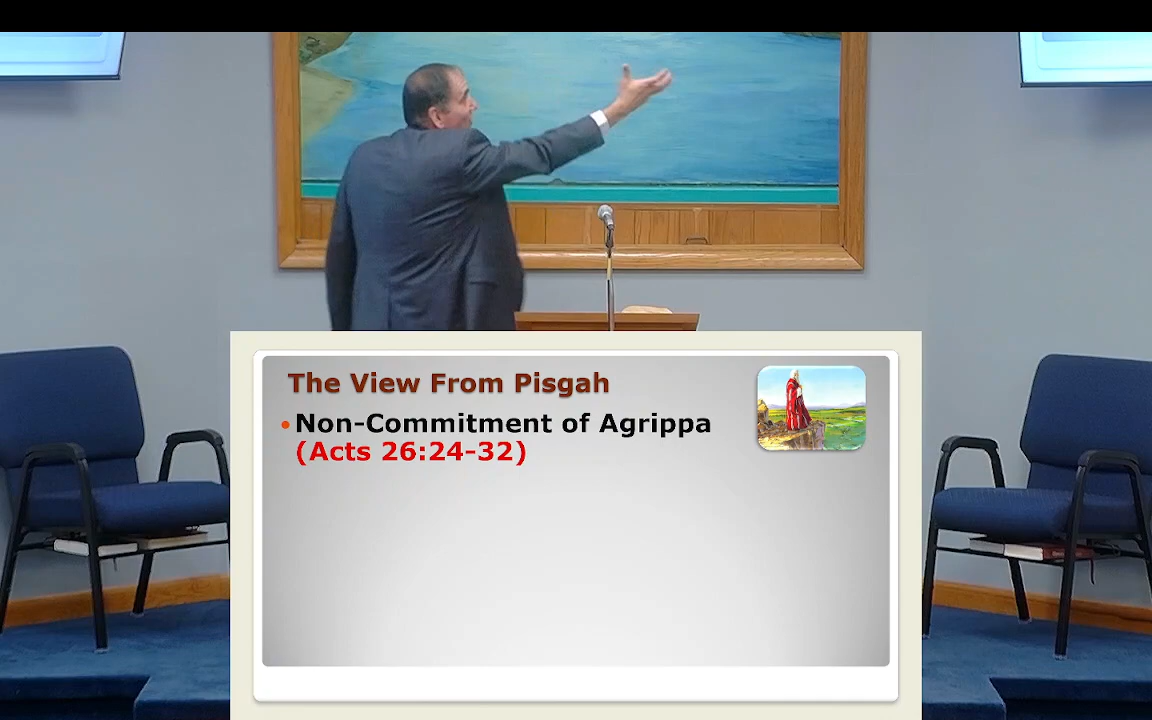 The View From Pisgah
•Non-Commitment of Agrippa
(Acts 26:24-32)